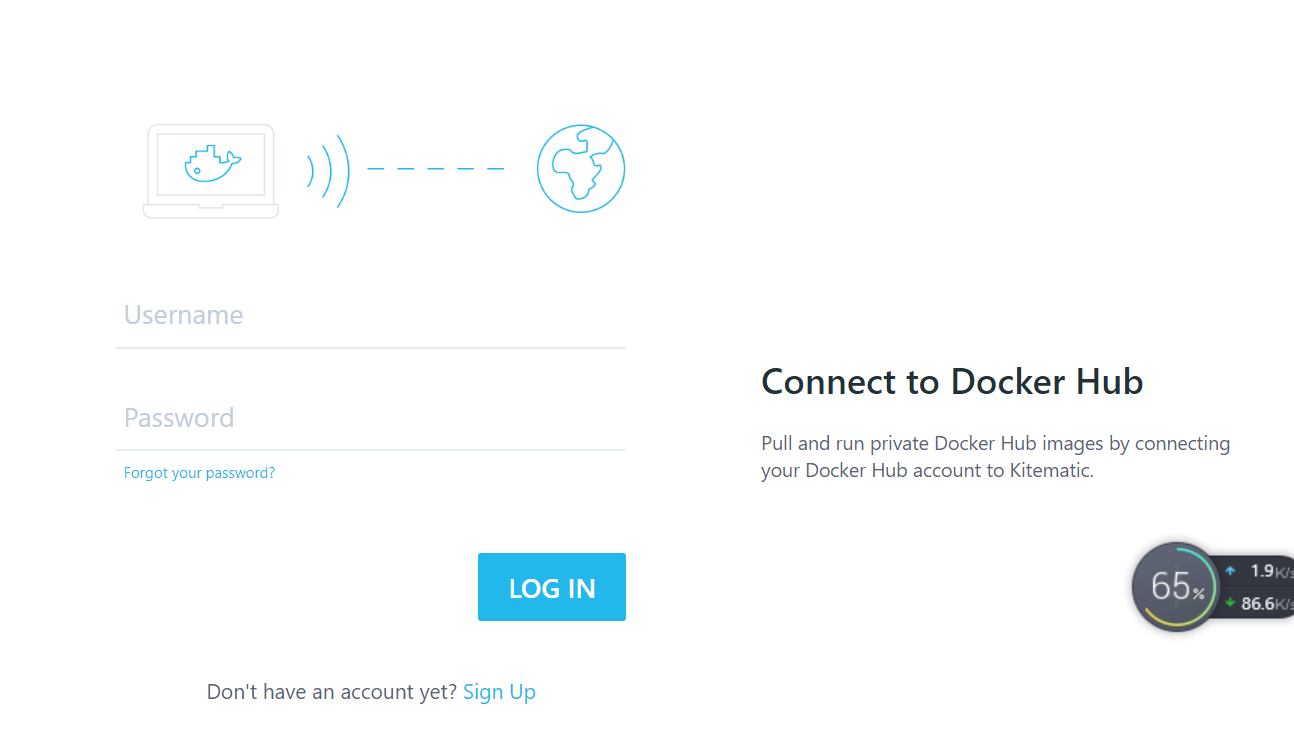 Username
Password
Forgot your password?
LOG IN
Don't have an account yet? Sign Up
Connect to Docker Hub
Pull and run private Docker Hub images by connecting
your Docker Hub account to Kitematic.
65%
1.9K/s
86.6K/s